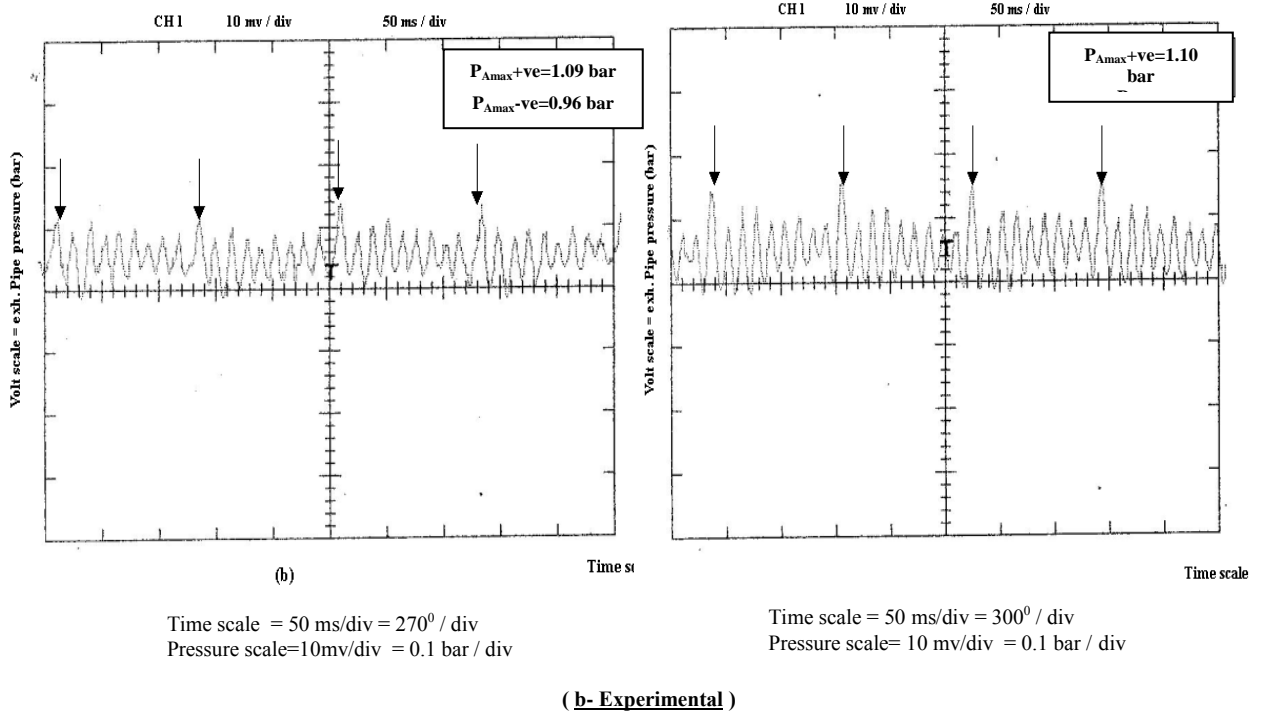 CH 1 10 mv / div 50 ms / div
Volt scale = exh. Pipe pressure (bar)
P_Amax+ve=1.09 bar
P_Amax-ve=0.96 bar
(b)
Time sc
Time scale = 50 ms/div = 270⁰ / div
Pressure scale=10mv/div = 0.1 bar / div
CH 1 10 mv / div 50 ms / div
Volt scale = exh. Pipe pressure (bar)
P_Amax+ve=1.10
bar
Time scale
Time scale = 50 ms/div = 300⁰ / div
Pressure scale= 10 mv/div = 0.1 bar / div
( b- Experimental )